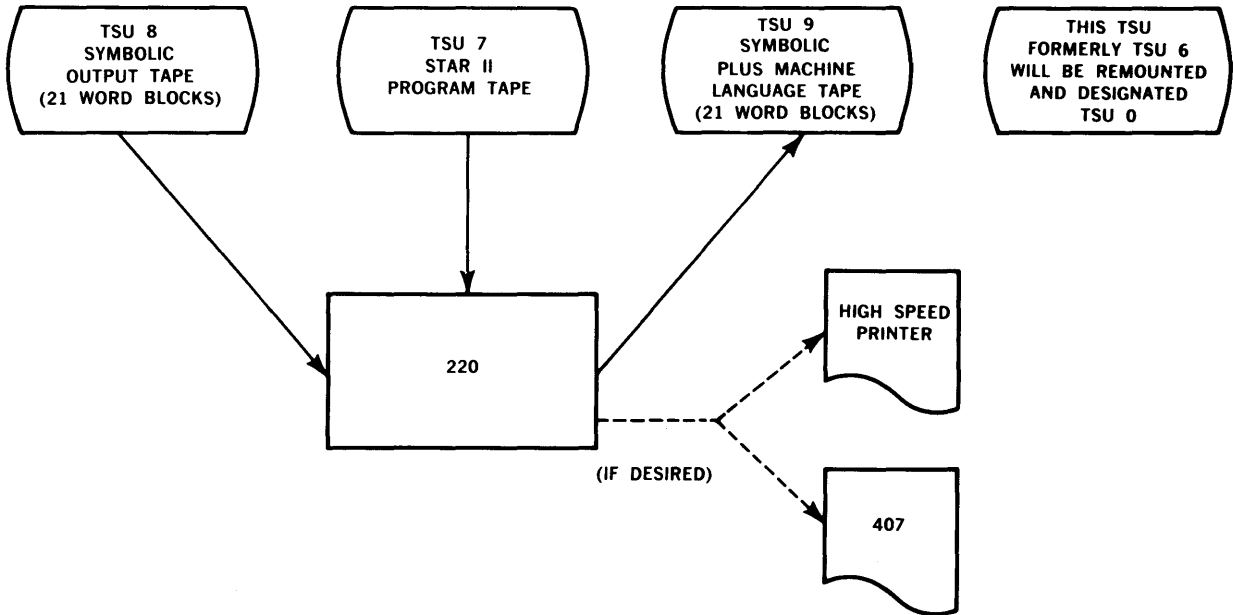 TSU 8
SYMBOLIC
OUTPUT TAPE
(21 WORD BLOCKS)
TSU 7
STAR II
PROGRAM TAPE
TSU 9
SYMBOLIC
PLUS MACHINE
LANGUAGE TAPE
(21 WORD BLOCKS)
THIS TSU
FORMERLY TSU 6
WILL BE REMOUNTED
AND DESIGNATED
TSU 0
220
HIGH SPEED
PRINTER
(IF DESIRED)
407